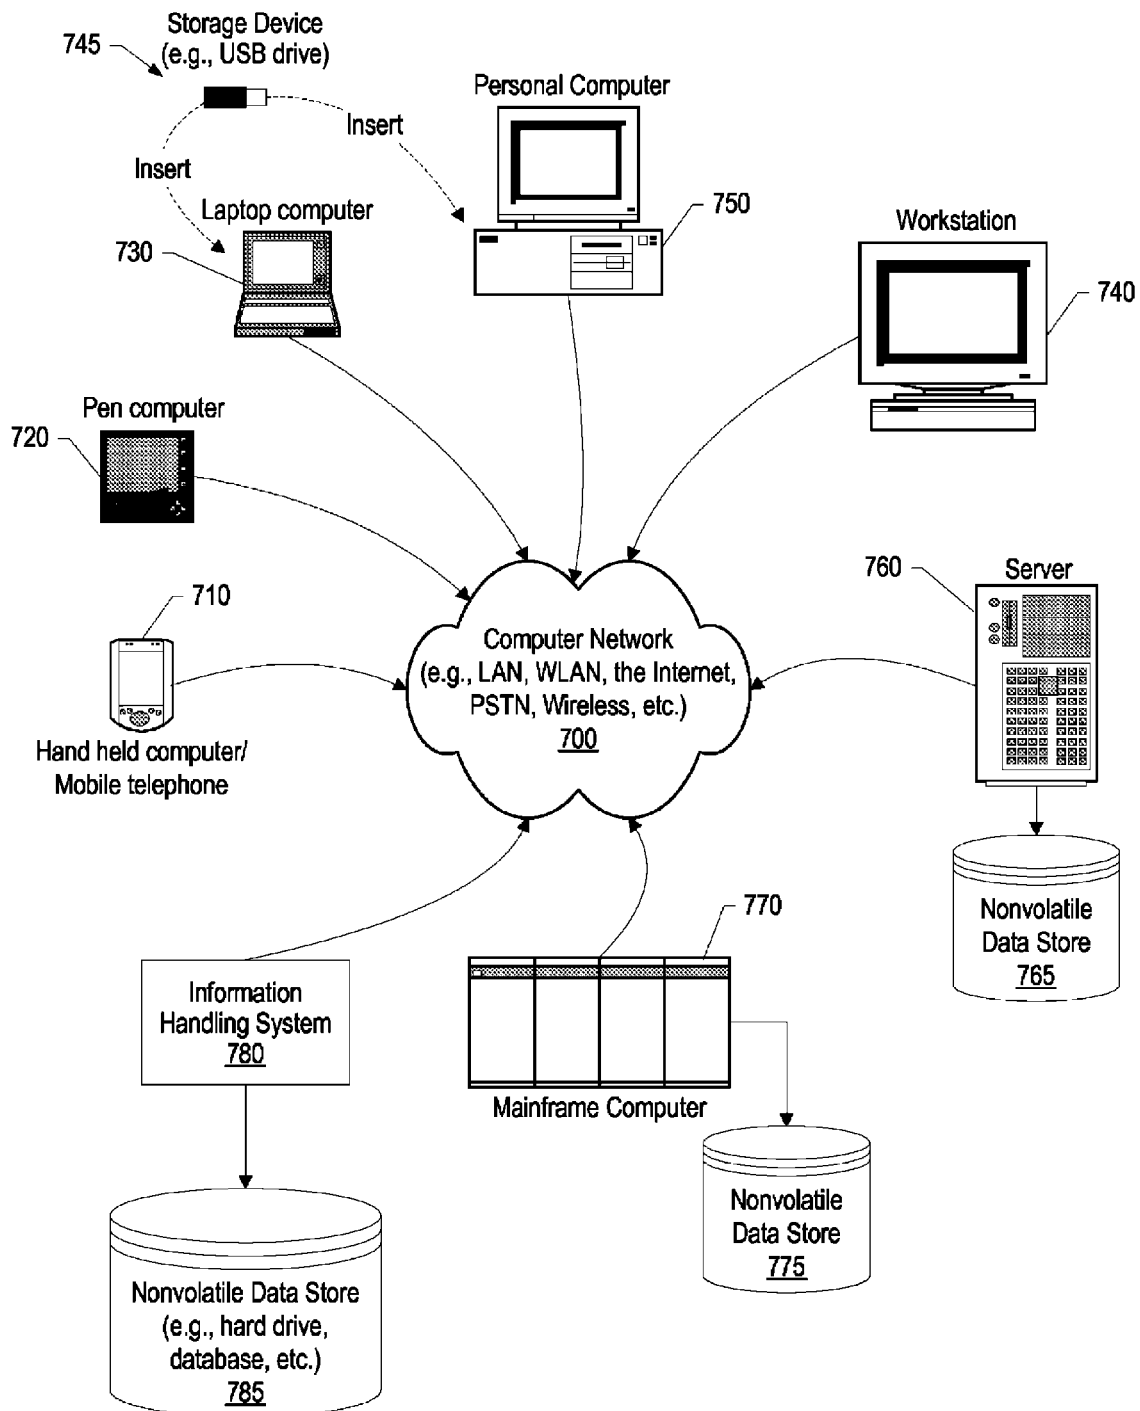 Storage Device
(e.g., USB drive)
745
Personal Computer
Insert
Insert
750
Laptop computer
730
Workstation
740
Pen computer
720
760
Server
710
Computer Network
(e.g., LAN, WLAN, the Internet,
PSTN, Wireless, etc.)
700
Hand held computer/
Mobile telephone
Nonvolatile
Data Store
765
770
Information
Handling System
780
Mainframe Computer
Nonvolatile
Data Store
775
Nonvolatile Data Store
(e.g., hard drive,
database, etc.)
785